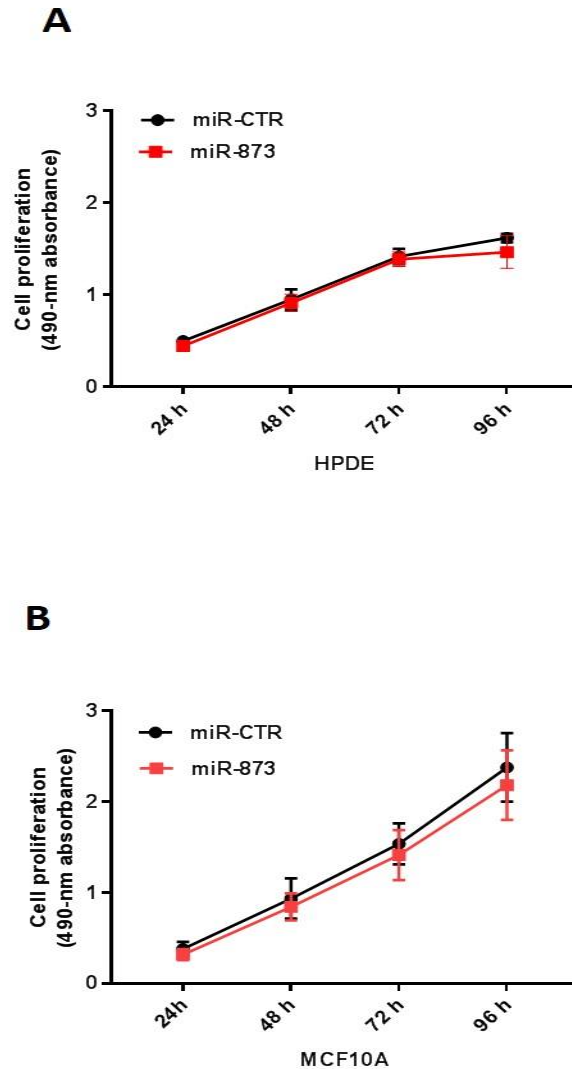 A
3
2
1
0
Cell proliferation
(490-nm absorbance)
miR-CTR
miR-873
24 h
48 h
72 h
96 h
HPDE
B
3
2
1
0
Cell proliferation
(490-nm absorbance)
miR-CTR
miR-873
24h
48 h
72 h
96 h
MCF10A